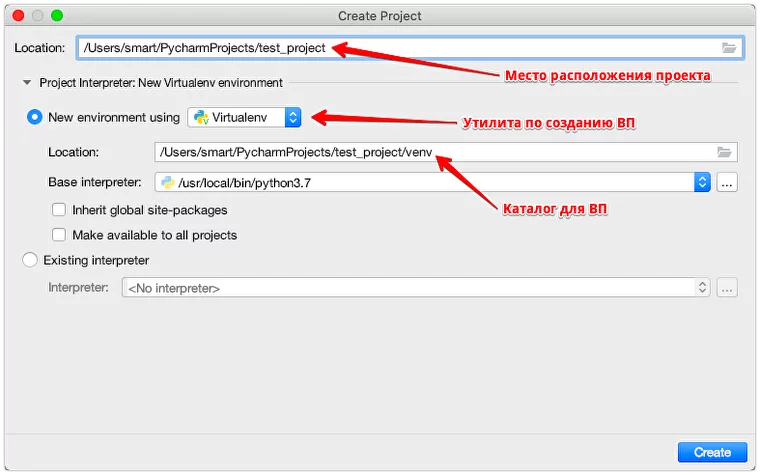 Create Project
Location: /Users/smart/PycharmProjects/test_project
Место расположения проекта
Project Interpreter: New Virtualenv environment
New environment using Virtualenv
Утилита по созданию ВП
Location: /Users/smart/PycharmProjects/test_project/venv
Base interpreter: /usr/local/bin/python3.7 ...
Каталог для ВП
Inherit global site-packages
Make available to all projects
Existing interpreter
Interpreter: <No interpreter> ...
Create